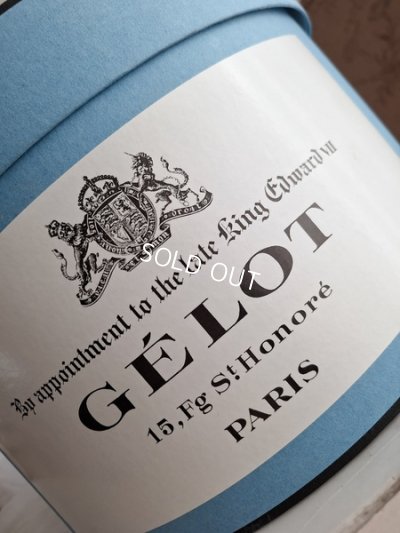 By appointment to the late King Edward VII
GÉLOT
15, Fg St Honoré
PARIS
SOLD OUT